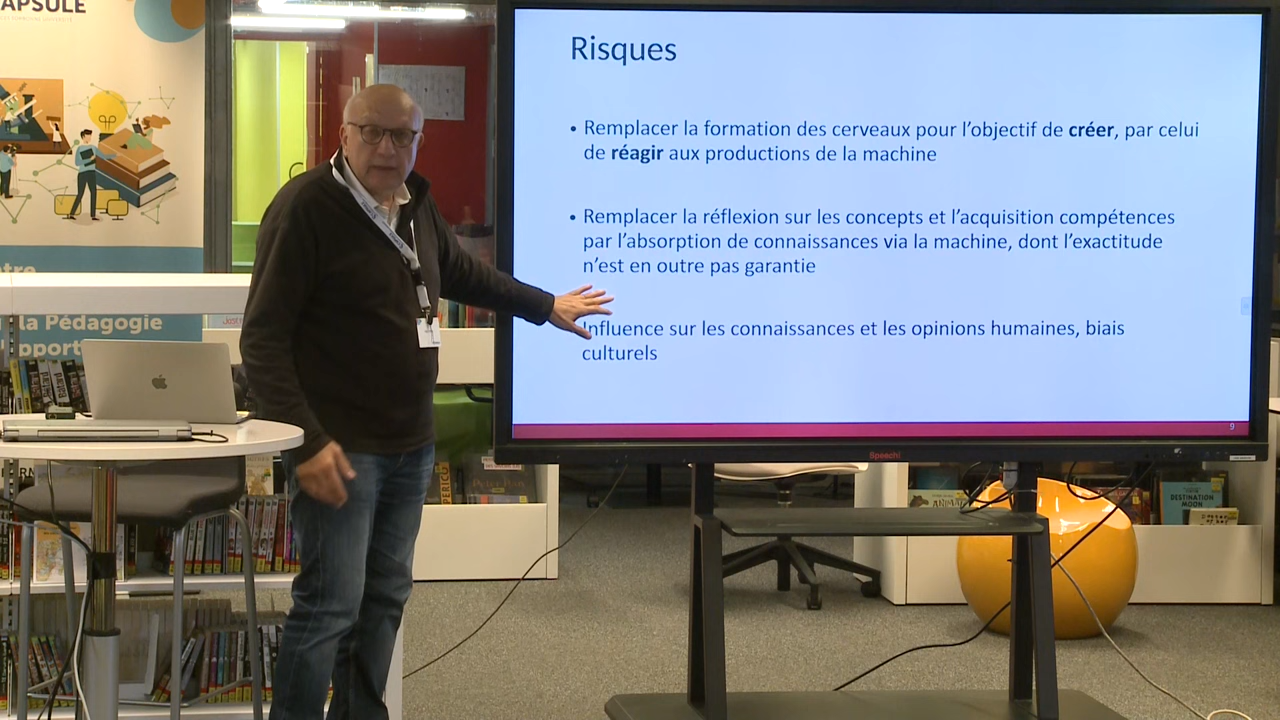 APSULE
Risques
• Remplacer la formation des cerveaux pour l'objectif de créer, par celui
de réagir aux productions de la machine
• Remplacer la réflexion sur les concepts et l'acquisition compétences
par l'absorption de connaissances via la machine, dont l'exactitude
n'est en outre pas garantie
Influence sur les connaissances et les opinions humaines, biais
culturels
9
Speechi
la Pédagogie
pport
DESTINATION
MOON